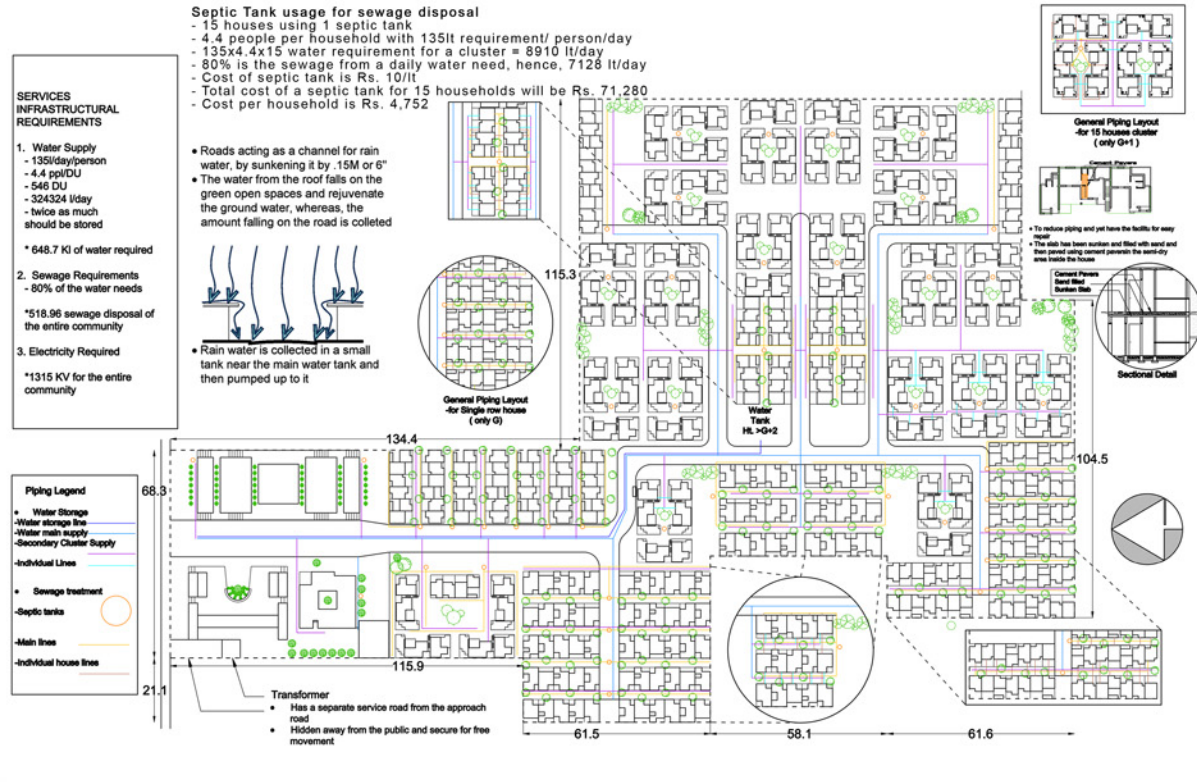 Septic Tank usage for sewage disposal
- 15 houses using 1 septic tank
- 4.4 people per household with 135lt requirement/ person/day
- 135x4.4x15 water requirement for a cluster = 8910 lt/day
- 80% is the sewage from a daily water need, hence, 7128 lt/day
- Cost of septic tank is Rs. 10/lt
- Total cost of a septic tank for 15 households will be Rs. 71,280
- Cost per household is Rs. 4,752
SERVICES
INFRASTRUCTURAL
REQUIREMENTS
1. Water Supply
- 135l/day/person
- 4.4 ppl/DU
- 546 DU
- 324324 l/day
- twice as much
should be stored
* 648.7 Kl of water required
2. Sewage Requirements
- 80% of the water needs
*518.96 sewage disposal of
the entire community
3. Electricity Required
*1315 KV for the entire
community
• Roads acting as a channel for rain
water, by sunkening it by .15M or 6"
• The water from the roof falls on the
green open spaces and rejuvenate
the ground water, whereas, the
amount falling on the road is colleted
• Rain water is collected in a small
tank near the main water tank and
then pumped up to it
General Piping Layout
-for Single row house
( only G)
General Piping Layout
-for 15 houses cluster
( only G+1 )
Cement Pavers
• To reduce piping and yet have the facilitu for easy
repair
• The slab has been sunken and filled with sand and
then paved using cement paversin the semi-dry
area inside the house
Cement Pavers
Sand filled
Sunken Slab
Sectional Detail
115.3
Water
Tank
Ht. >G+2
134.4
104.5
68.3
Piping Legend
• Water Storage
-Water storage line
-Water main supply
-Secondary Cluster Supply
-Individual Lines
• Sewage treatment
-Septic tanks
-Main lines
-Individual house lines
115.9
21.1
Transformer
• Has a separate service road from the approach
road
• Hidden away from the public and secure for free
movement
61.5
58.1
61.6